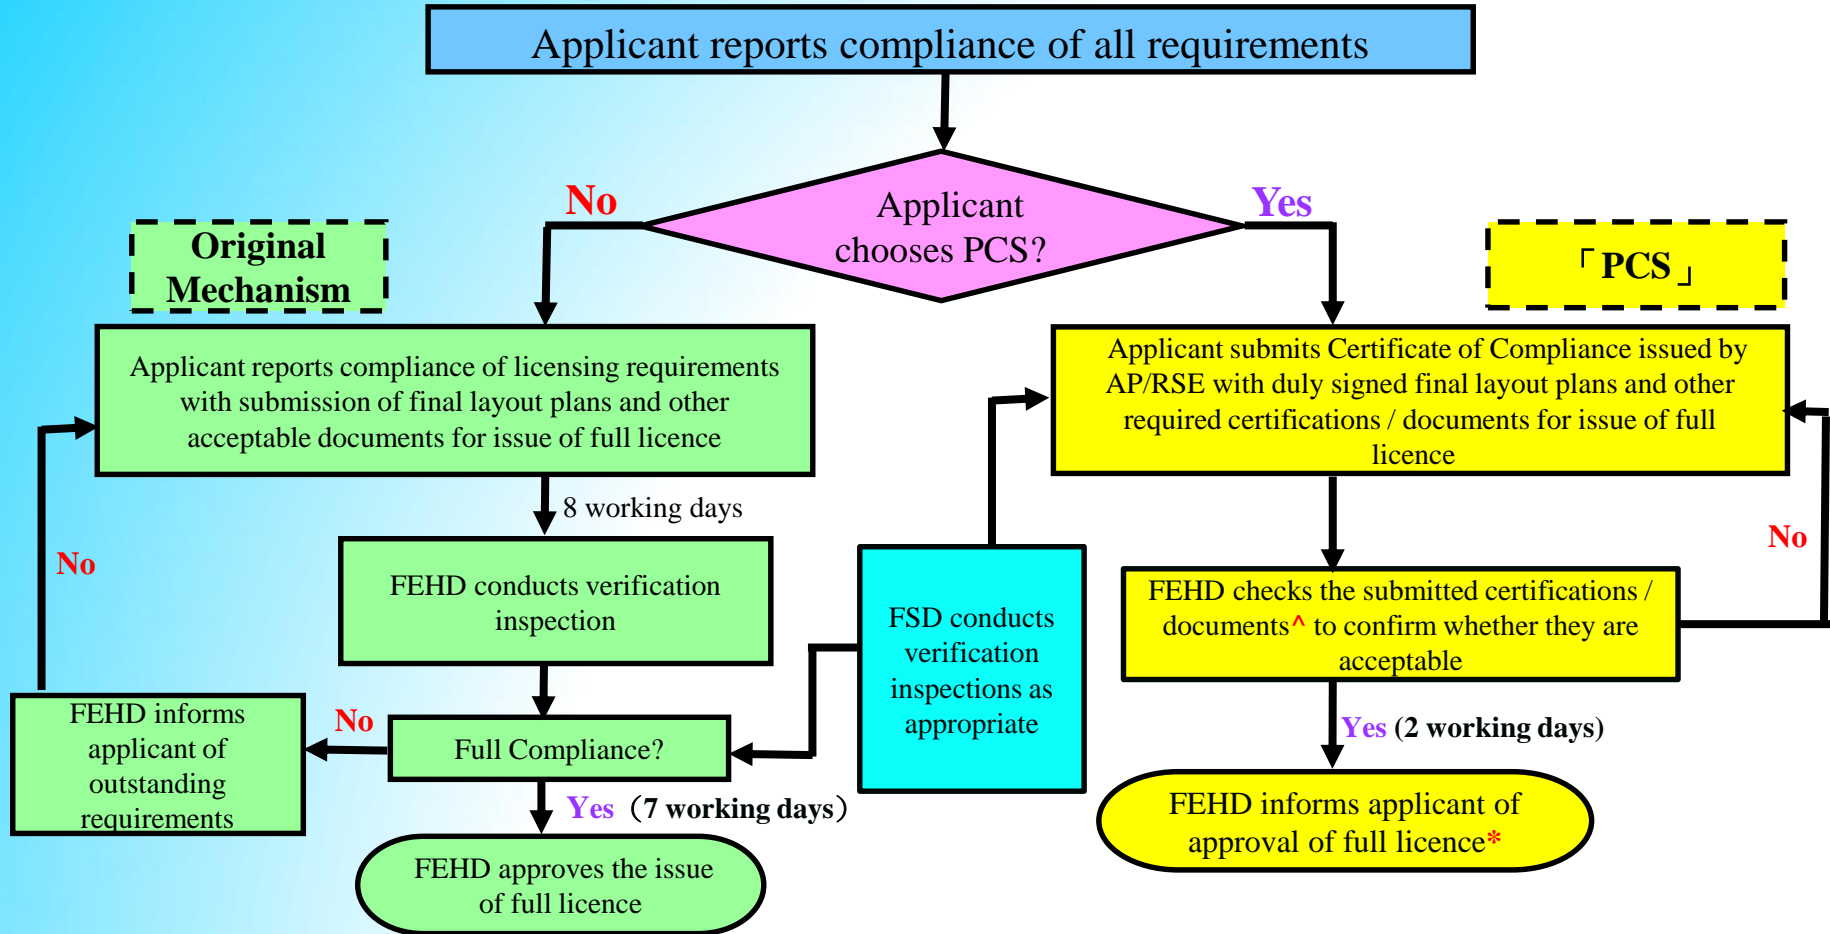 Applicant reports compliance of all requirements
Applicant
chooses PCS?
No
Yes
Original
Mechanism
「PCS」
Applicant reports compliance of licensing requirements
with submission of final layout plans and other
acceptable documents for issue of full licence
8 working days
FEHD conducts verification
inspection
Full Compliance?
No
FEHD informs
applicant of
outstanding
requirements
No
Yes（7 working days）
FEHD approves the issue
of full licence
FSD conducts
verification
inspections as
appropriate
Applicant submits Certificate of Compliance issued by
AP/RSE with duly signed final layout plans and other
required certifications / documents for issue of full
licence
FEHD checks the submitted certifications /
documents^ to confirm whether they are
acceptable
No
Yes (2 working days)
FEHD informs applicant of
approval of full licence*